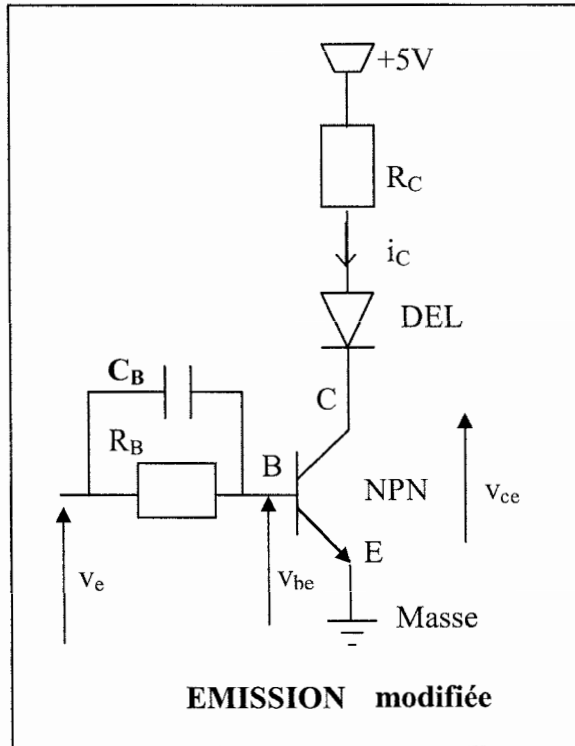 +5V
R_C
i_C
DEL
C_B
C
R_B
B
NPN
v_ce
E
v_e
v_be
Masse
EMISSION modifiée